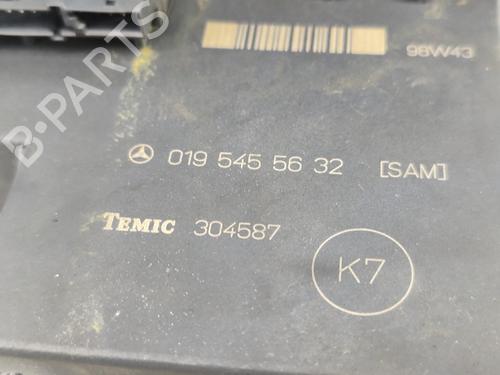 98W43
019 545 56 32 [SAM]
TEMIC 304587
K7
B-PARTS